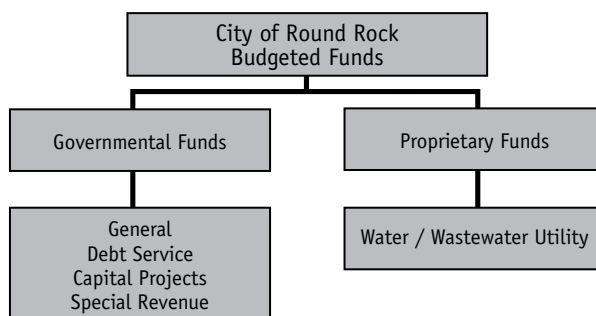 City of Round Rock
Budgeted Funds
Governmental Funds
Proprietary Funds
General
Debt Service
Capital Projects
Special Revenue
Water / Wastewater Utility